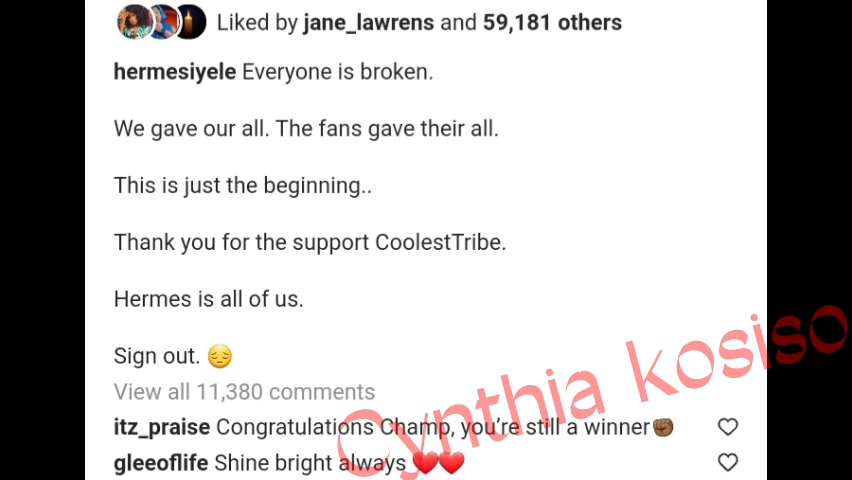 Liked by jane_lawrens and 59,181 others
hermesiyele Everyone is broken.
We gave our all. The fans gave their all.
This is just the beginning..
Thank you for the support CoolestTribe.
Hermes is all of us.
Sign out. 😔
View all 11,380 comments
itz_praise Congratulations Champ, you're still a winner✊🏾
gleeoflife Shine bright always ❤️❤️
Cynthia kosiso